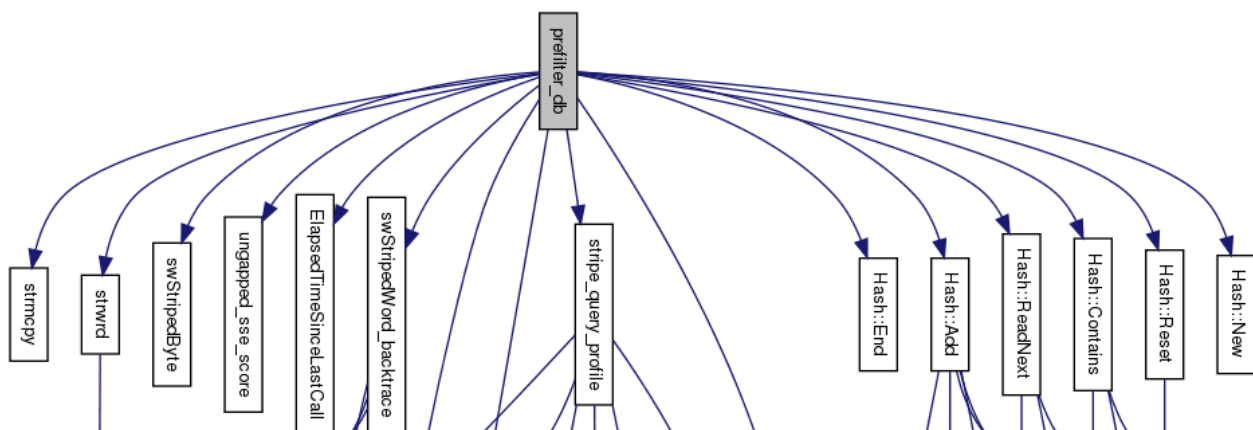 prefilter_db
strmcpy
strwrd
swStripedByte
ungapped_sse_score
ElapsedTimeSinceLastCall
swStripedWord_backtrace
stripe_query_profile
Hash::End
Hash::Add
Hash::ReadNext
Hash::Contains
Hash::Reset
Hash::New